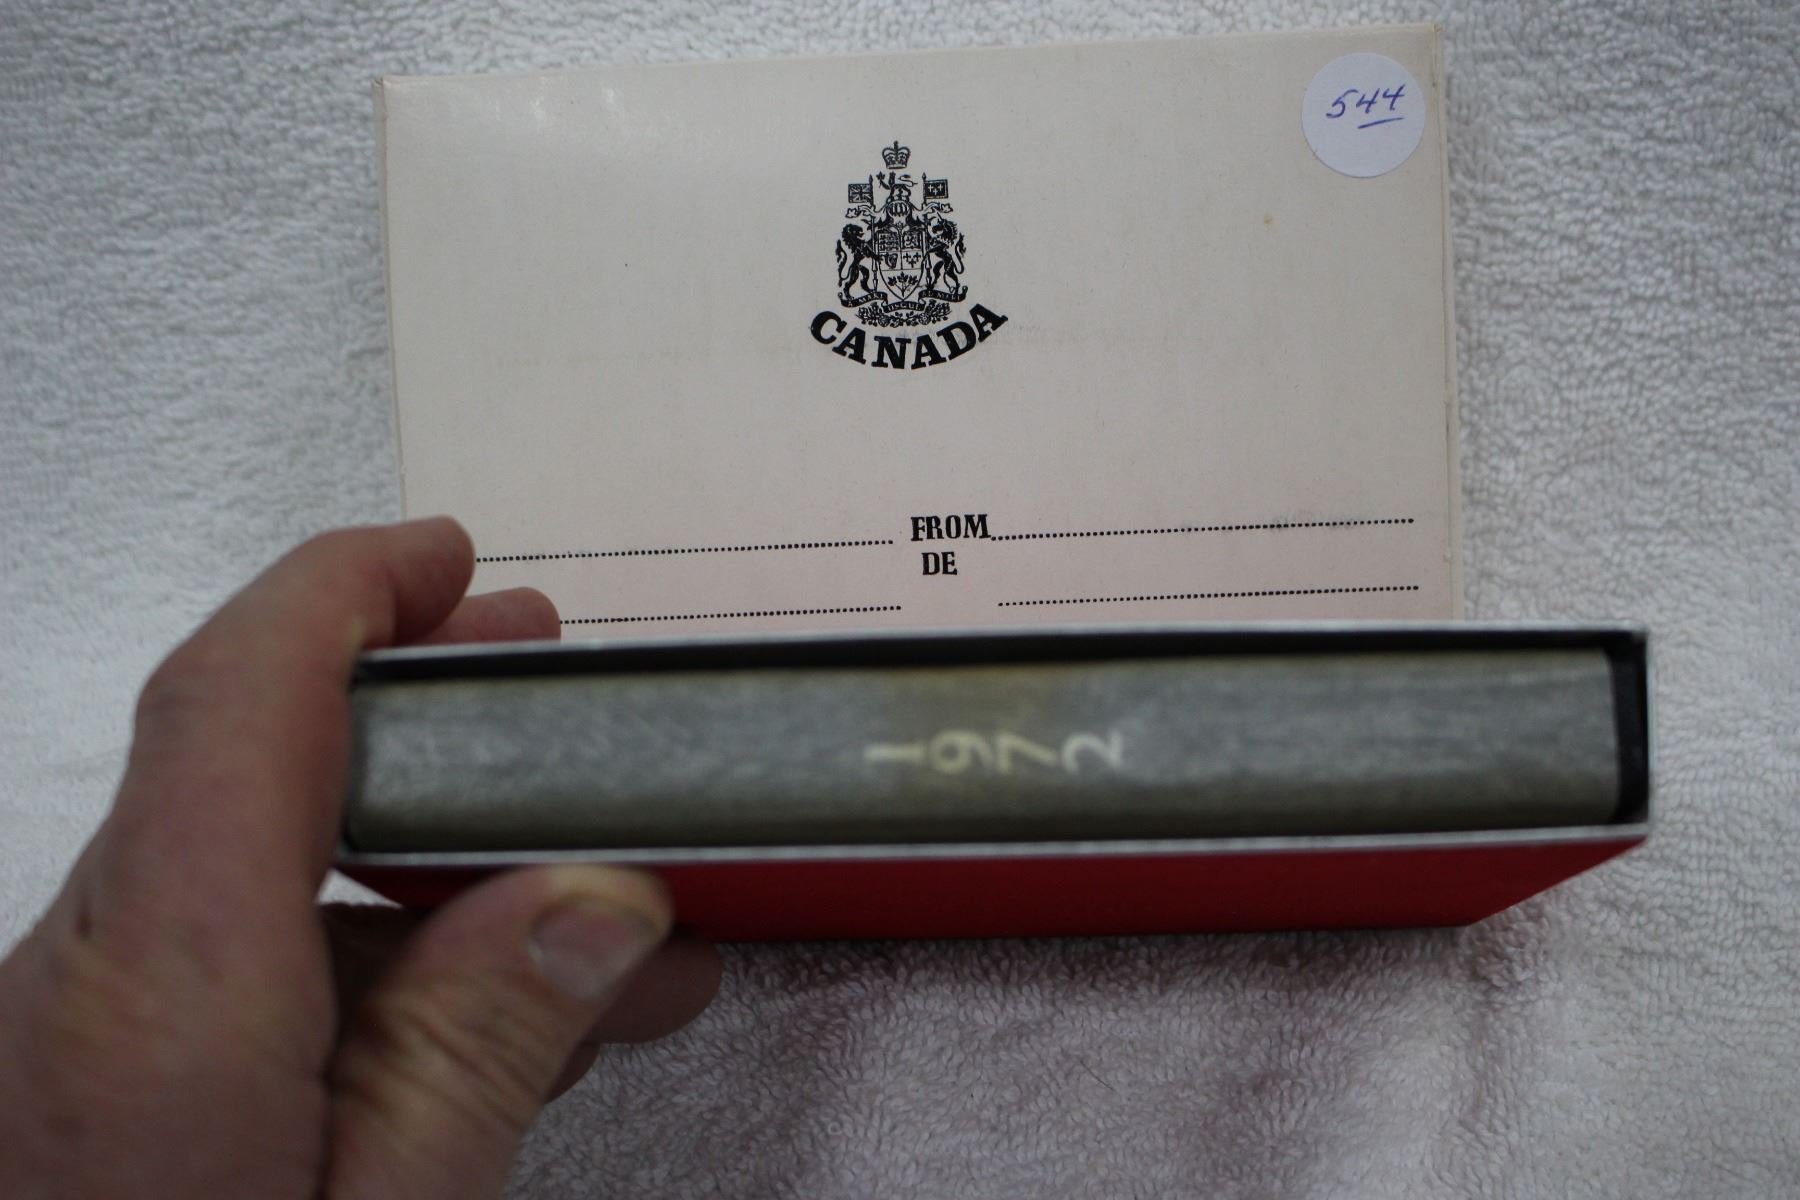 544
CANADA
FROM
DE
1972